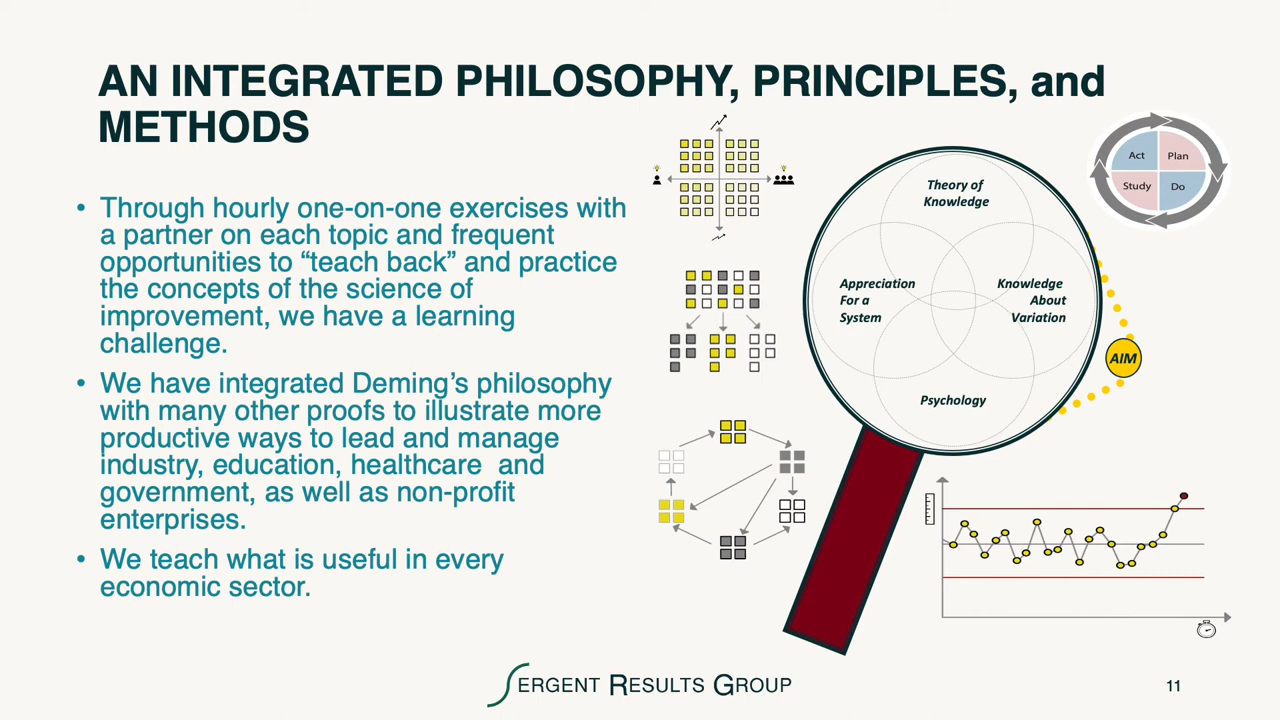 AN INTEGRATED PHILOSOPHY, PRINCIPLES, and
METHODS
• Through hourly one-on-one exercises with
a partner on each topic and frequent
opportunities to “teach back” and practice
the concepts of the science of
improvement, we have a learning
challenge.
• We have integrated Deming’s philosophy
with many other proofs to illustrate more
productive ways to lead and manage
industry, education, healthcare and
government, as well as non-profit
enterprises.
• We teach what is useful in every
economic sector.
Theory of
Knowledge
Appreciation
For a
System
Knowledge
About
Variation
Psychology
Act
Plan
Study
Do
AIM
SERGENT RESULTS GROUP
11